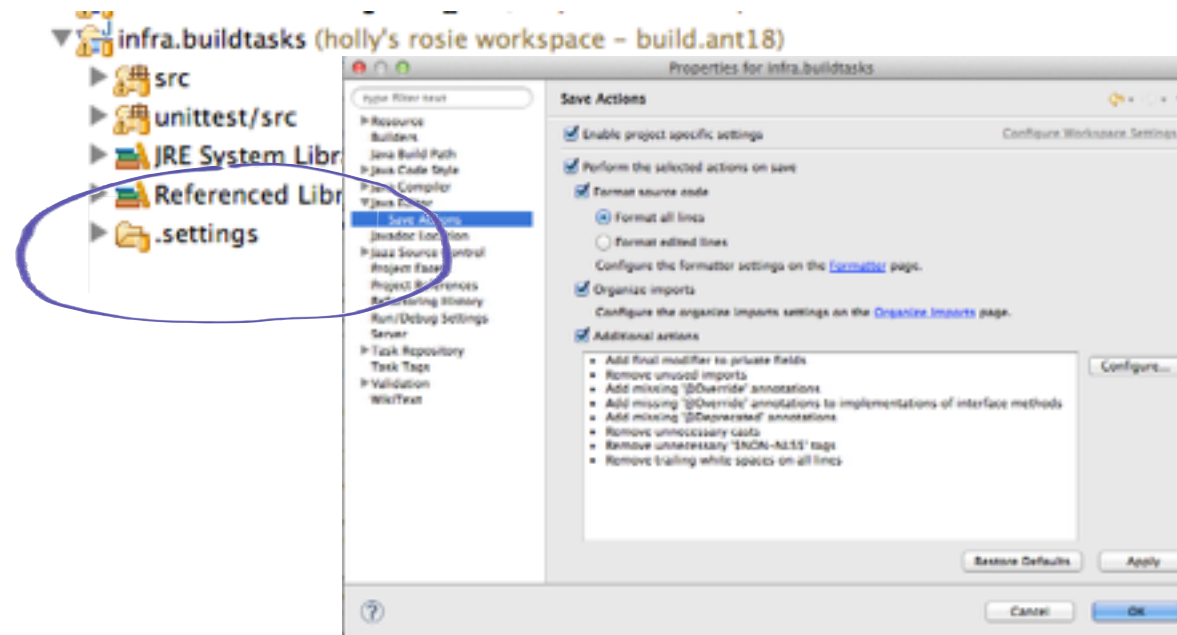 infra.buildtasks (holly's rosie workspace – build.ant18)
src
unittest/src
JRE System Libr
Referenced Libr
.settings
Properties for infra.buildtasks
type filter text
Resource
Builders
Java Build Path
Java Code Style
Java Compiler
Java Editor
Save Actions
Javadoc Location
Jazz Source Control
Project Facets
Project References
Refactoring History
Run/Debug Settings
Server
Task Repository
Task Tags
Validation
WikiText
Save Actions
Enable project specific settings
Configure Workspace Settings
Perform the selected actions on save
Format source code
Format all lines
Format edited lines
Configure the formatter settings on the Formatter page.
Organize imports
Configure the organize imports settings on the Organize Imports page.
Additional actions
Add final modifier to private fields
Remove unused imports
Add missing '@Override' annotations
Add missing '@Override' annotations to implementations of interface methods
Add missing '@Deprecated' annotations
Remove unnecessary casts
Remove unnecessary '$NON-NLS$' tags
Remove trailing white spaces on all lines
Configure...
Restore Defaults
Apply
?
Cancel
OK